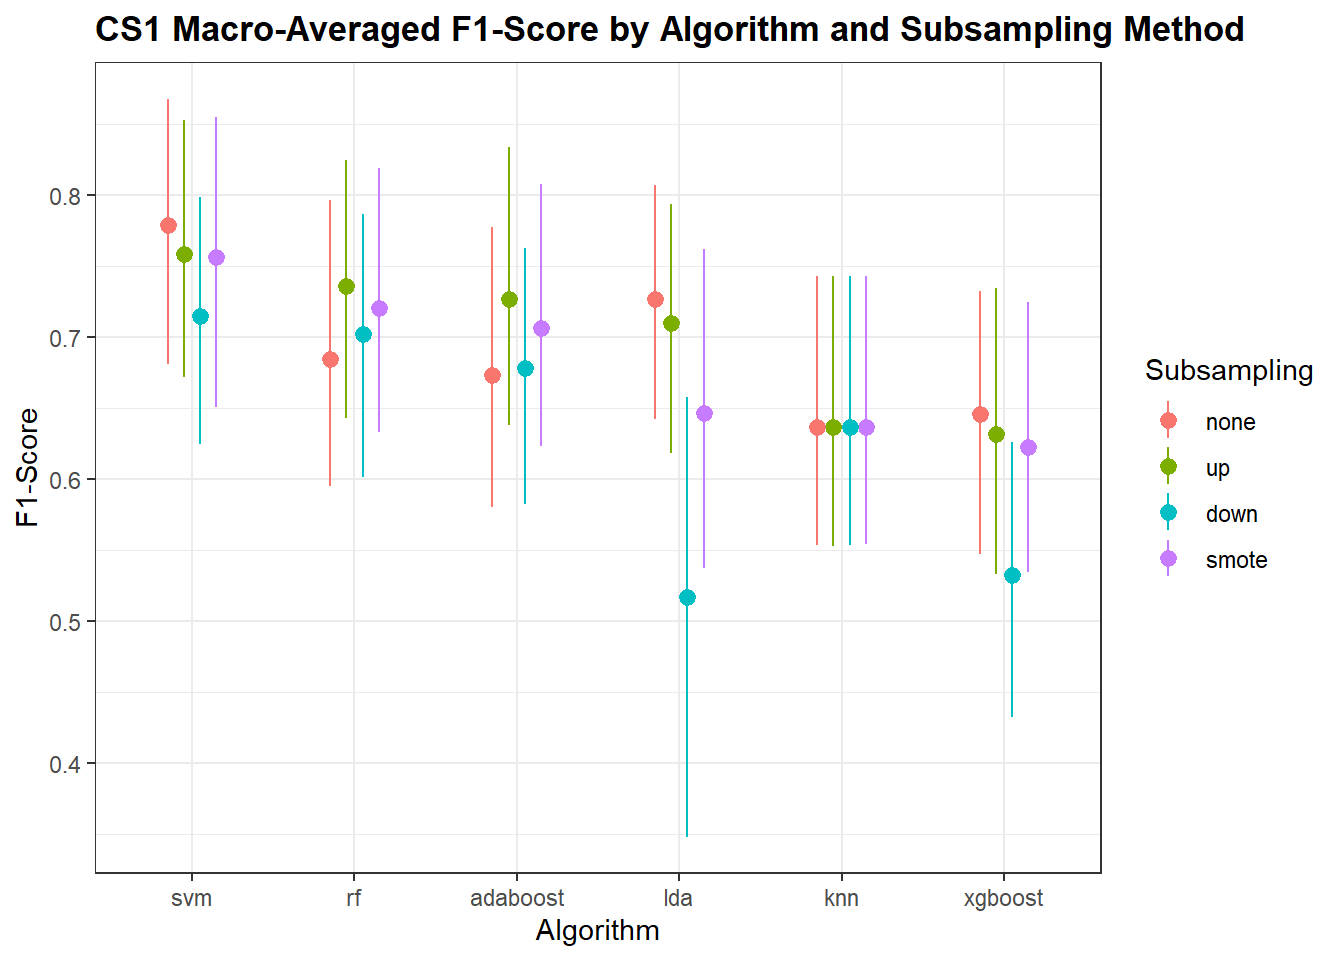 CS1 Macro-Averaged F1-Score by Algorithm and Subsampling Method
F1-Score
0.8
0.7
0.6
0.5
0.4
svm rf adaboost lda knn xgboost
Algorithm
Subsampling
none
up
down
smote